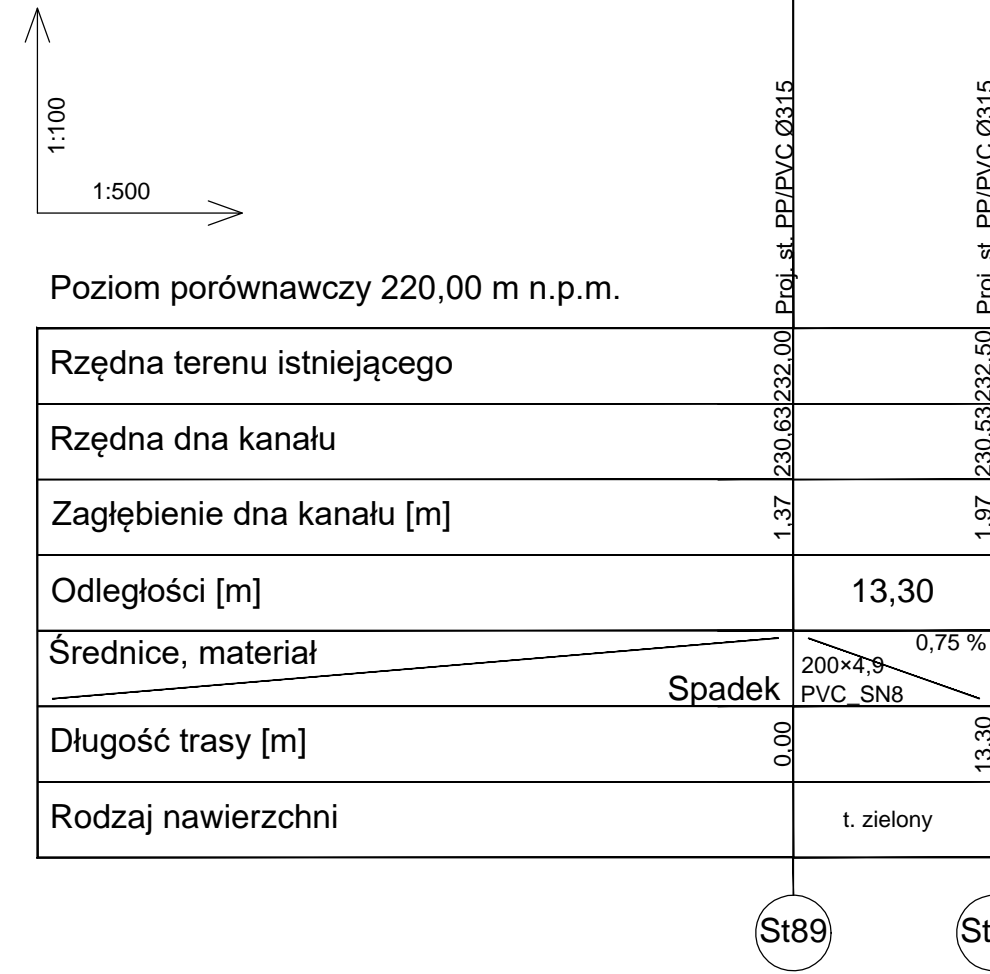 1:100
1:500
Proj. st. PP/PVC Ø315
Proj. st. PP/PVC Ø315
Poziom porównawczy 220,00 m n.p.m.
Rzędna terenu istniejącego 232,00 232,50
Rzędna dna kanału 230,63 230,53
Zagłębienie dna kanału [m] 1,37 1,97
Odległości [m] 13,30
Średnice, materiał
Spadek
0,75 %
200×4,9
PVC_SN8
Długość trasy [m] 0,00 13,30
Rodzaj nawierzchni t. zielony
St89